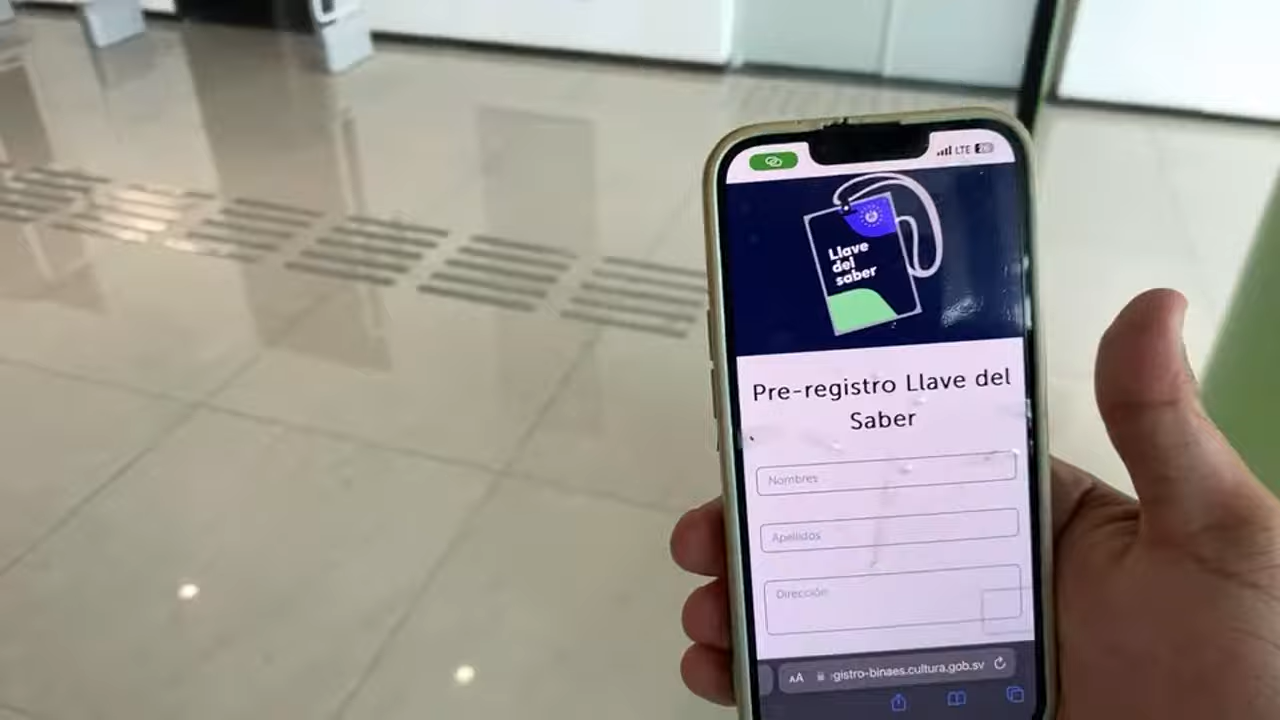 LTE
Llave
del
saber
Pre-registro Llave del
Saber
Nombres
Apellidos
Dirección
AA
gistro-binaes.cultura.gob.sv